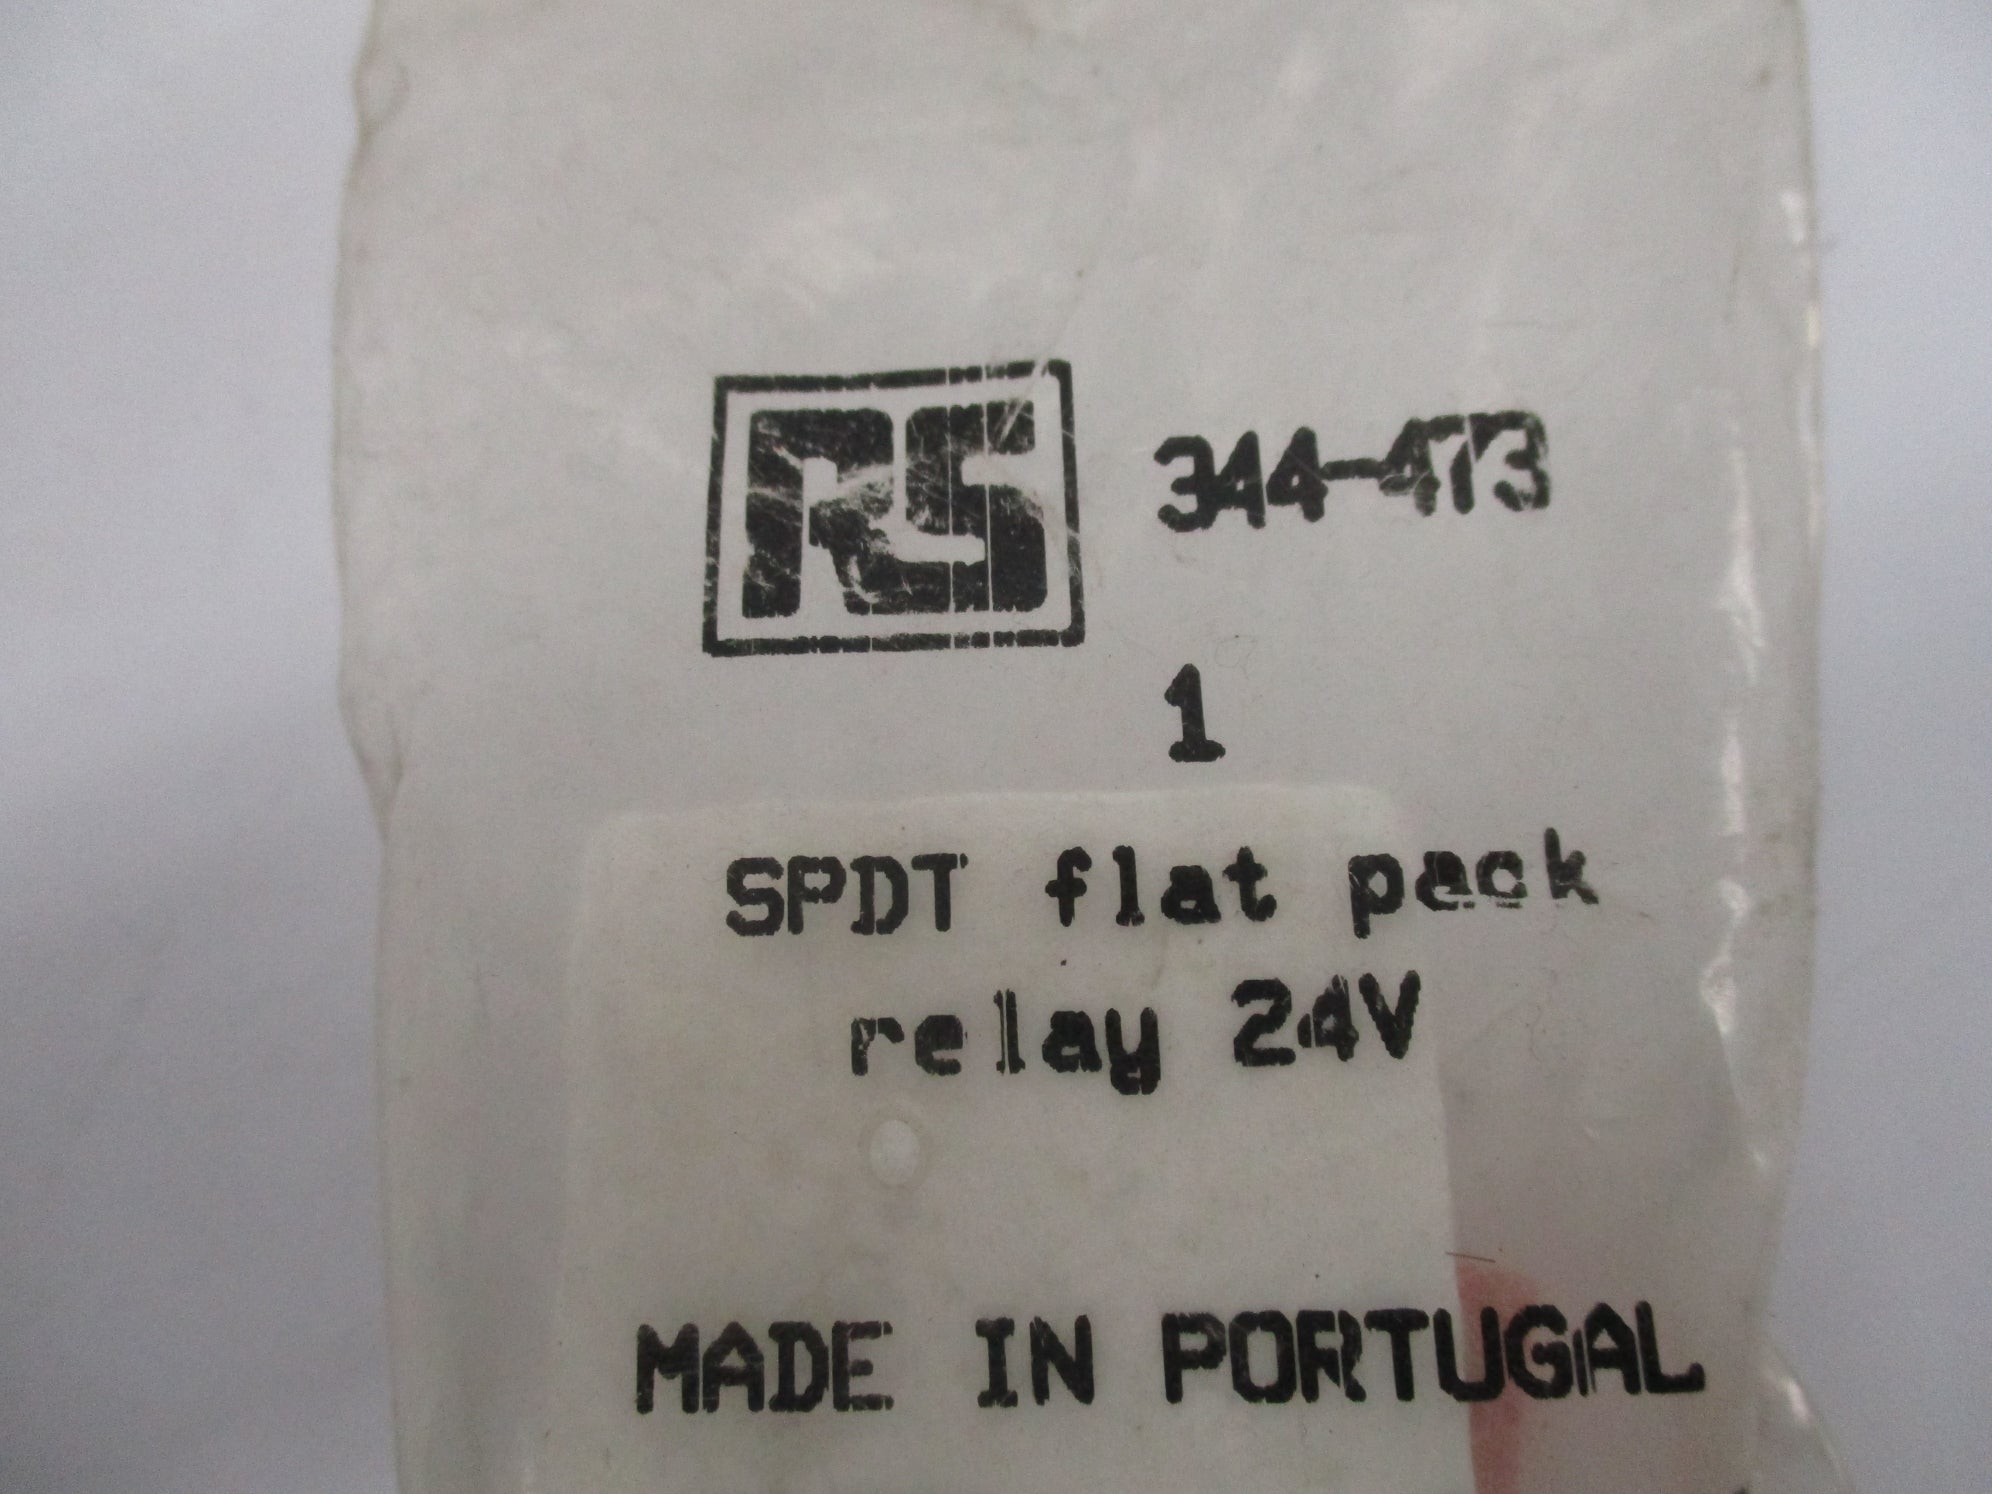 RS 344-473
1
SPDT flat pack
relay 24V
MADE IN PORTUGAL